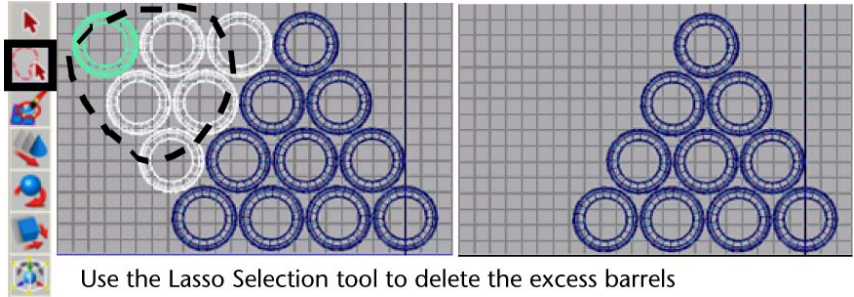 Use the Lasso Selection tool to delete the excess barrels